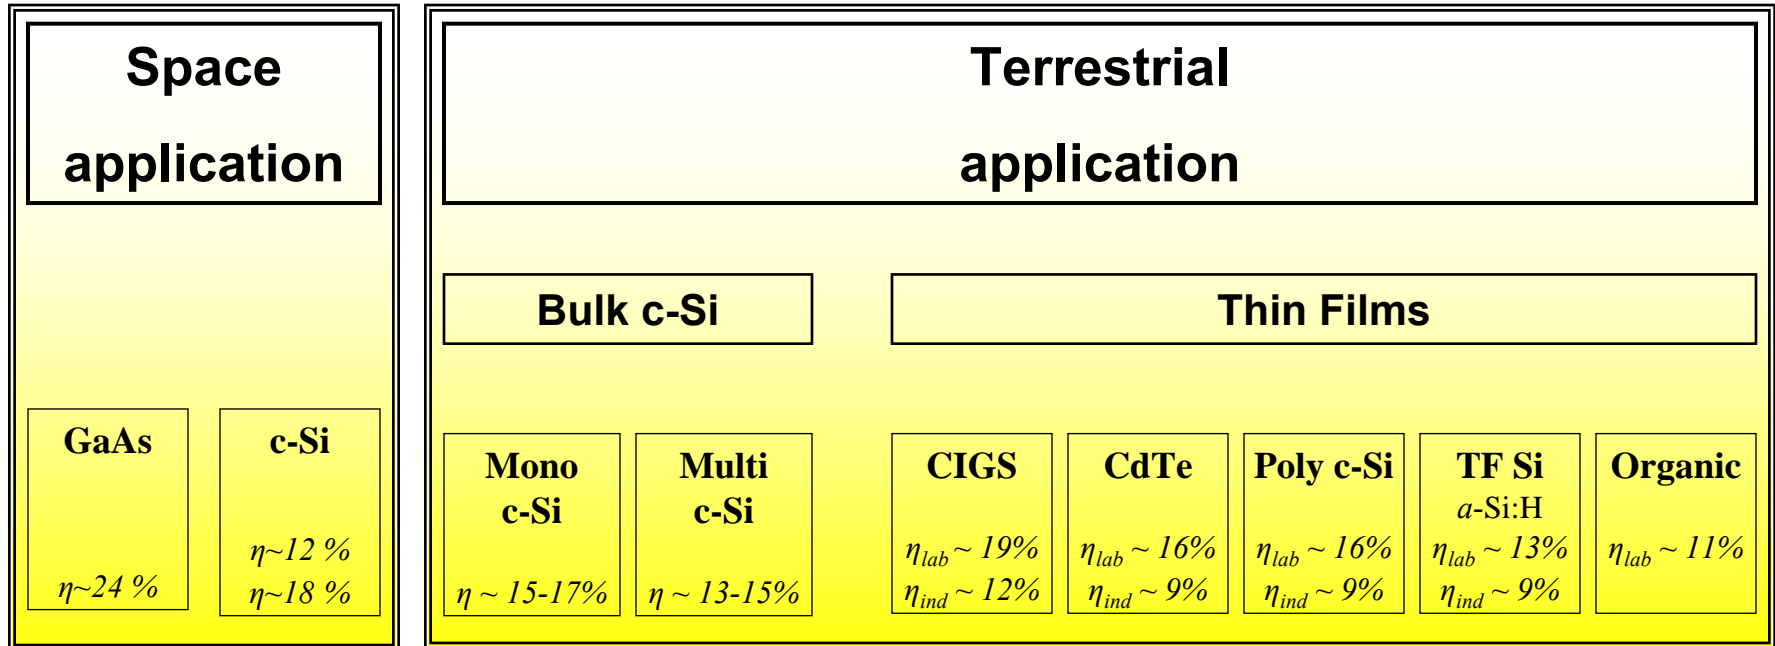 Space
application
GaAs
η~24 %
c-Si
η~12 %
η~18 %
Terrestrial
application
Bulk c-Si
Mono
c-Si
η ~ 15-17%
Multi
c-Si
η ~ 13-15%
Thin Films
CIGS
ηlab ~ 19%
ηind ~ 12%
CdTe
ηlab ~ 16%
ηind ~ 9%
Poly c-Si
ηlab ~ 16%
ηind ~ 9%
TF Si
a-Si:H
ηlab ~ 13%
ηind ~ 9%
Organic
ηlab ~ 11%